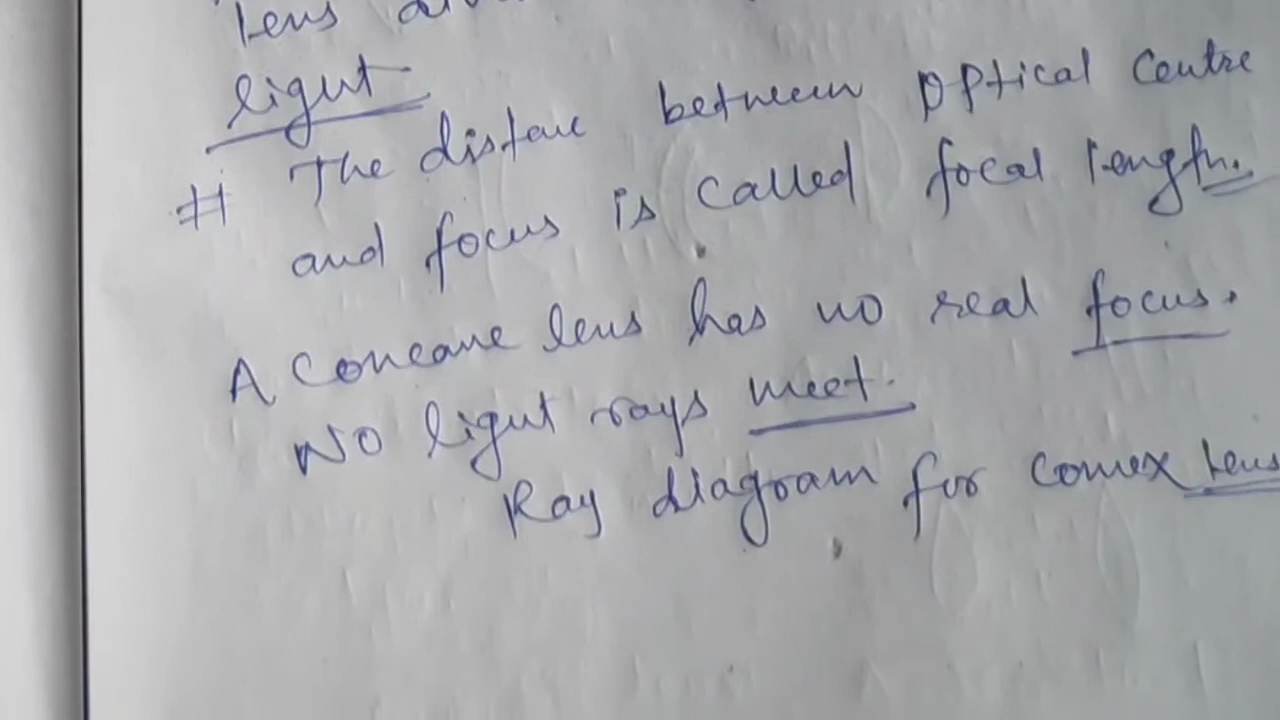 lens
light
# The distance between optical centre
and focus is called focal length.
A concave lens has no real focus.
No light rays meet.
Ray diagram for convex lens